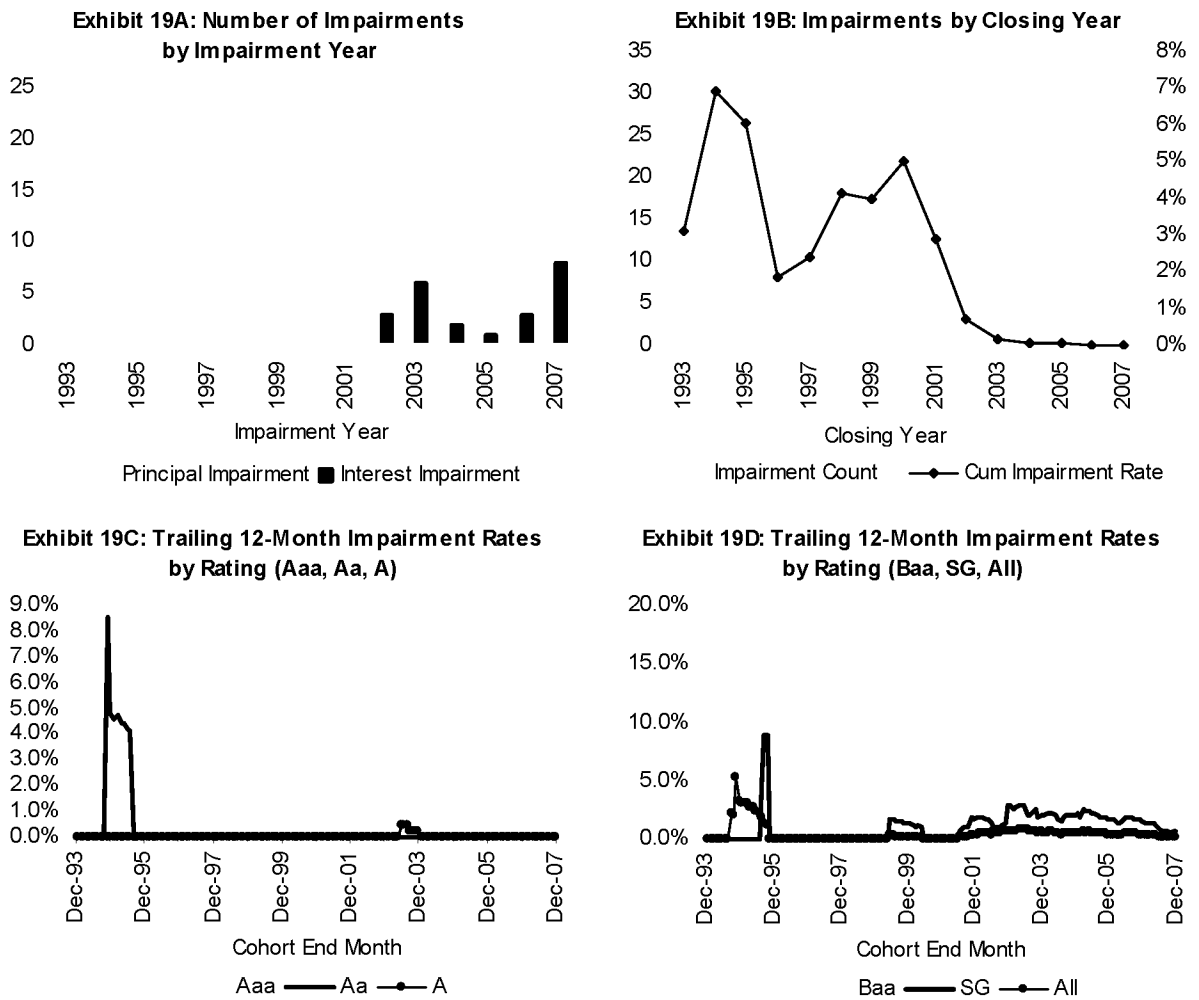 Exhibit 19A: Number of Impairments
by Impairment Year
25
20
15
10
5
0
1993
1995
1997
1999
2001
2003
2005
2007
Impairment Year
Principal Impairment Interest Impairment
Exhibit 19B: Impairments by Closing Year
35
30
25
20
15
10
5
0
8%
7%
6%
5%
4%
3%
2%
1%
0%
1993
1995
1997
1999
2001
2003
2005
2007
Closing Year
Impairment Count Cum Impairment Rate
Exhibit 19C: Trailing 12-Month Impairment Rates
by Rating (Aaa, Aa, A)
9.0%
8.0%
7.0%
6.0%
5.0%
4.0%
3.0%
2.0%
1.0%
0.0%
Dec-93
Dec-95
Dec-97
Dec-99
Dec-01
Dec-03
Dec-05
Dec-07
Cohort End Month
Aaa Aa A
Exhibit 19D: Trailing 12-Month Impairment Rates
by Rating (Baa, SG, All)
20.0%
15.0%
10.0%
5.0%
0.0%
Dec-93
Dec-95
Dec-97
Dec-99
Dec-01
Dec-03
Dec-05
Dec-07
Cohort End Month
Baa SG All